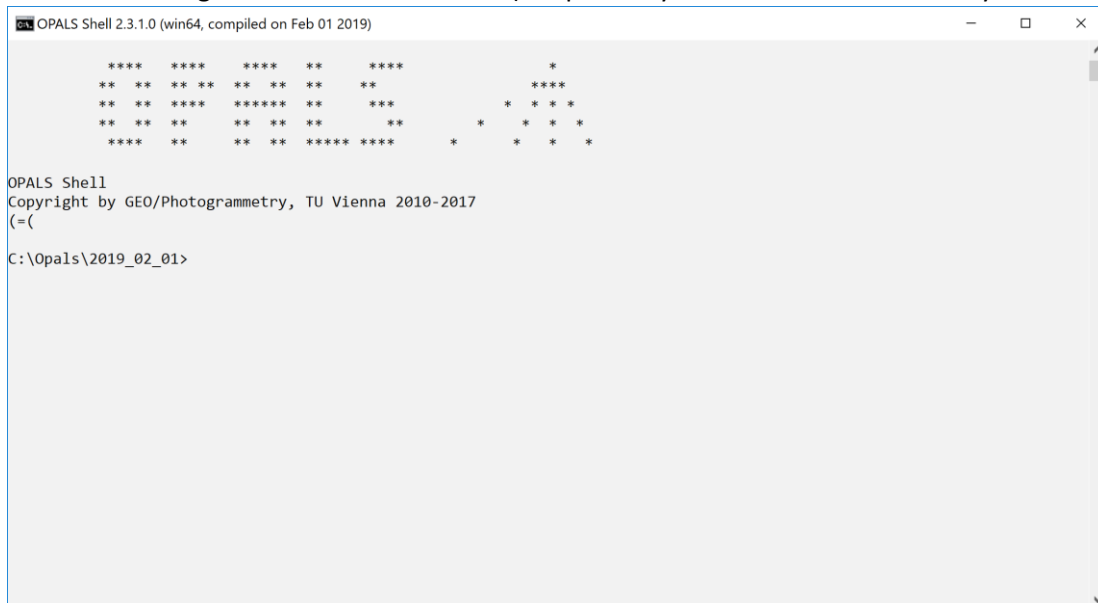 OPALS Shell 2.3.1.0 (win64, compiled on Feb 01 2019)
OPALS
OPALS Shell
Copyright by GEO/Photogrammetry, TU Vienna 2010-2017
(=(
C:\Opals\2019_02_01>